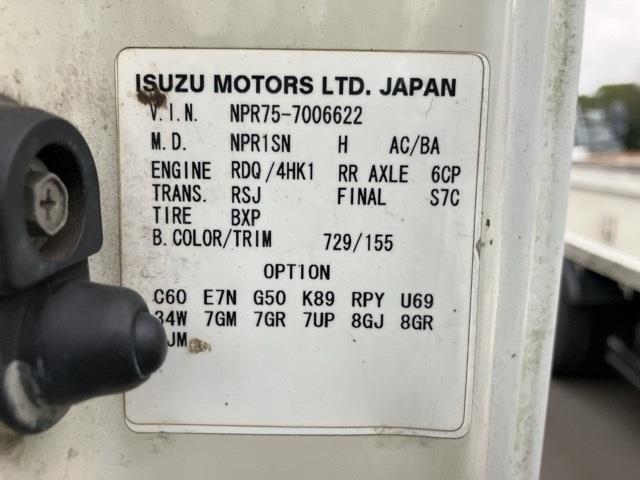 ISUZU MOTORS LTD. JAPAN
V.I.N. NPR75-7006622
M.D. NPR1SN H AC/BA
ENGINE RDQ/4HK1 RR AXLE 6CP
TRANS. RSJ FINAL S7C
TIRE BXP
B.COLOR/TRIM 729/155
OPTION
C60 E7N G50 K89 RPY U69
34W 7GM 7GR 7UP 8GJ 8GR